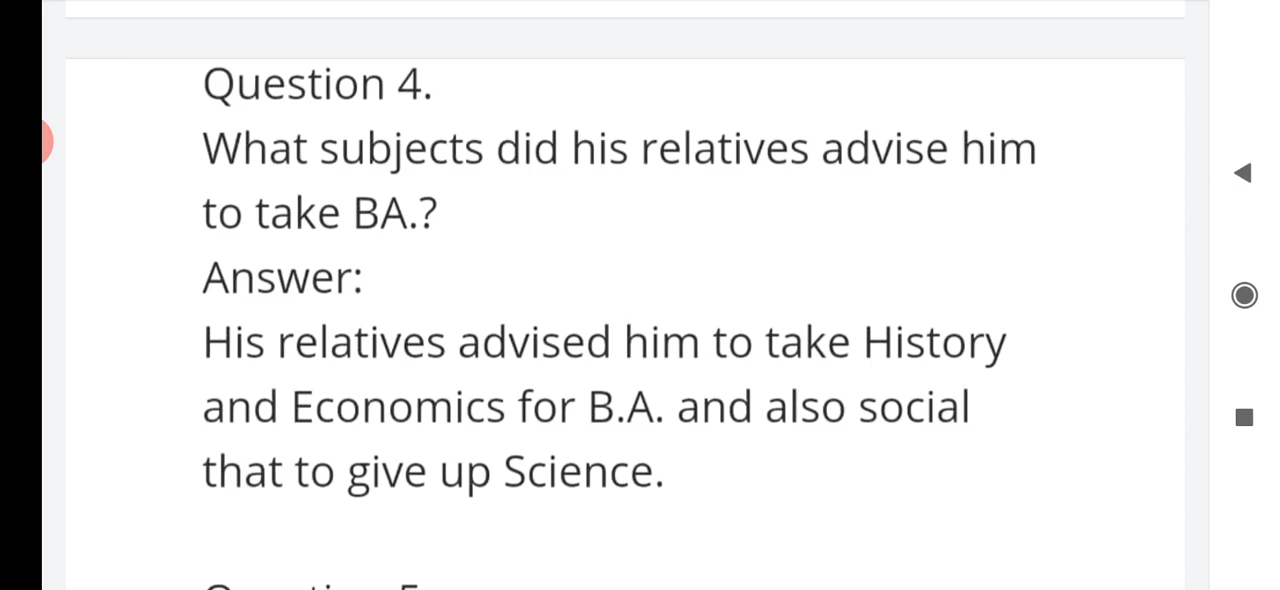 Question 4.
What subjects did his relatives advise him
to take BA.?
Answer:
His relatives advised him to take History
and Economics for B.A. and also social
that to give up Science.